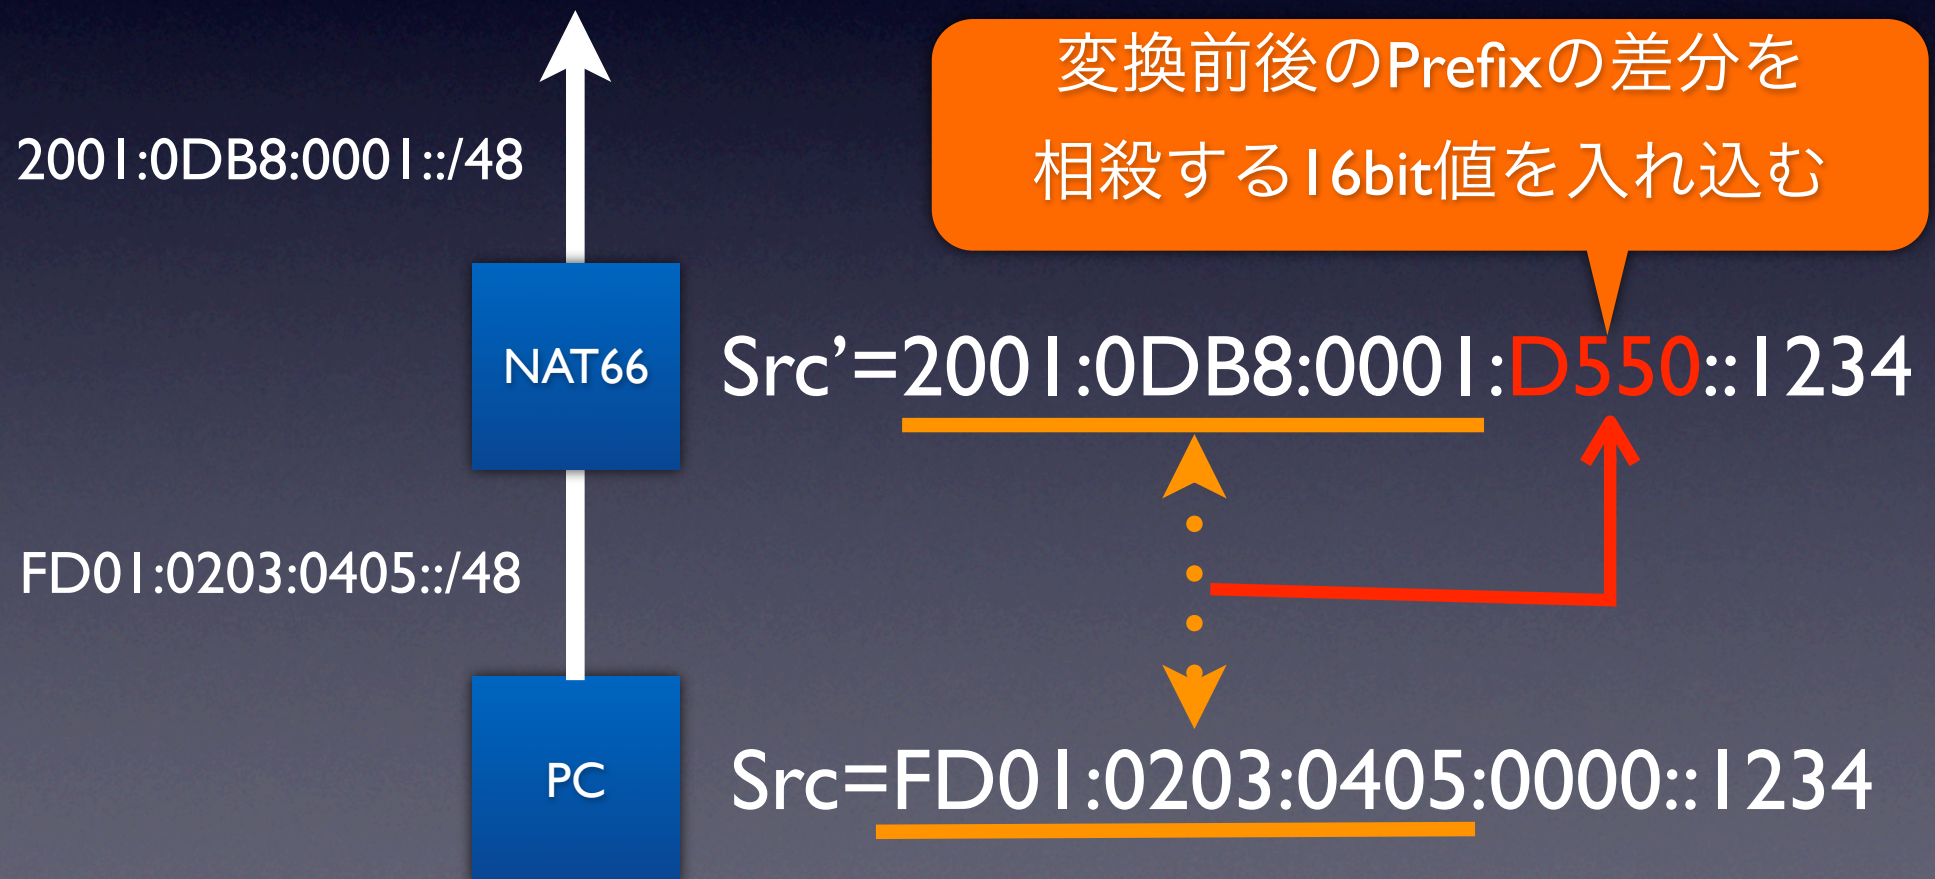 変換前後のPrefixの差分を
相殺する16bit値を入れ込む
2001:0DB8:0001::/48
NAT66
Src’=2001:0DB8:0001:D550::1234
FD01:0203:0405::/48
PC
Src=FD01:0203:0405:0000::1234